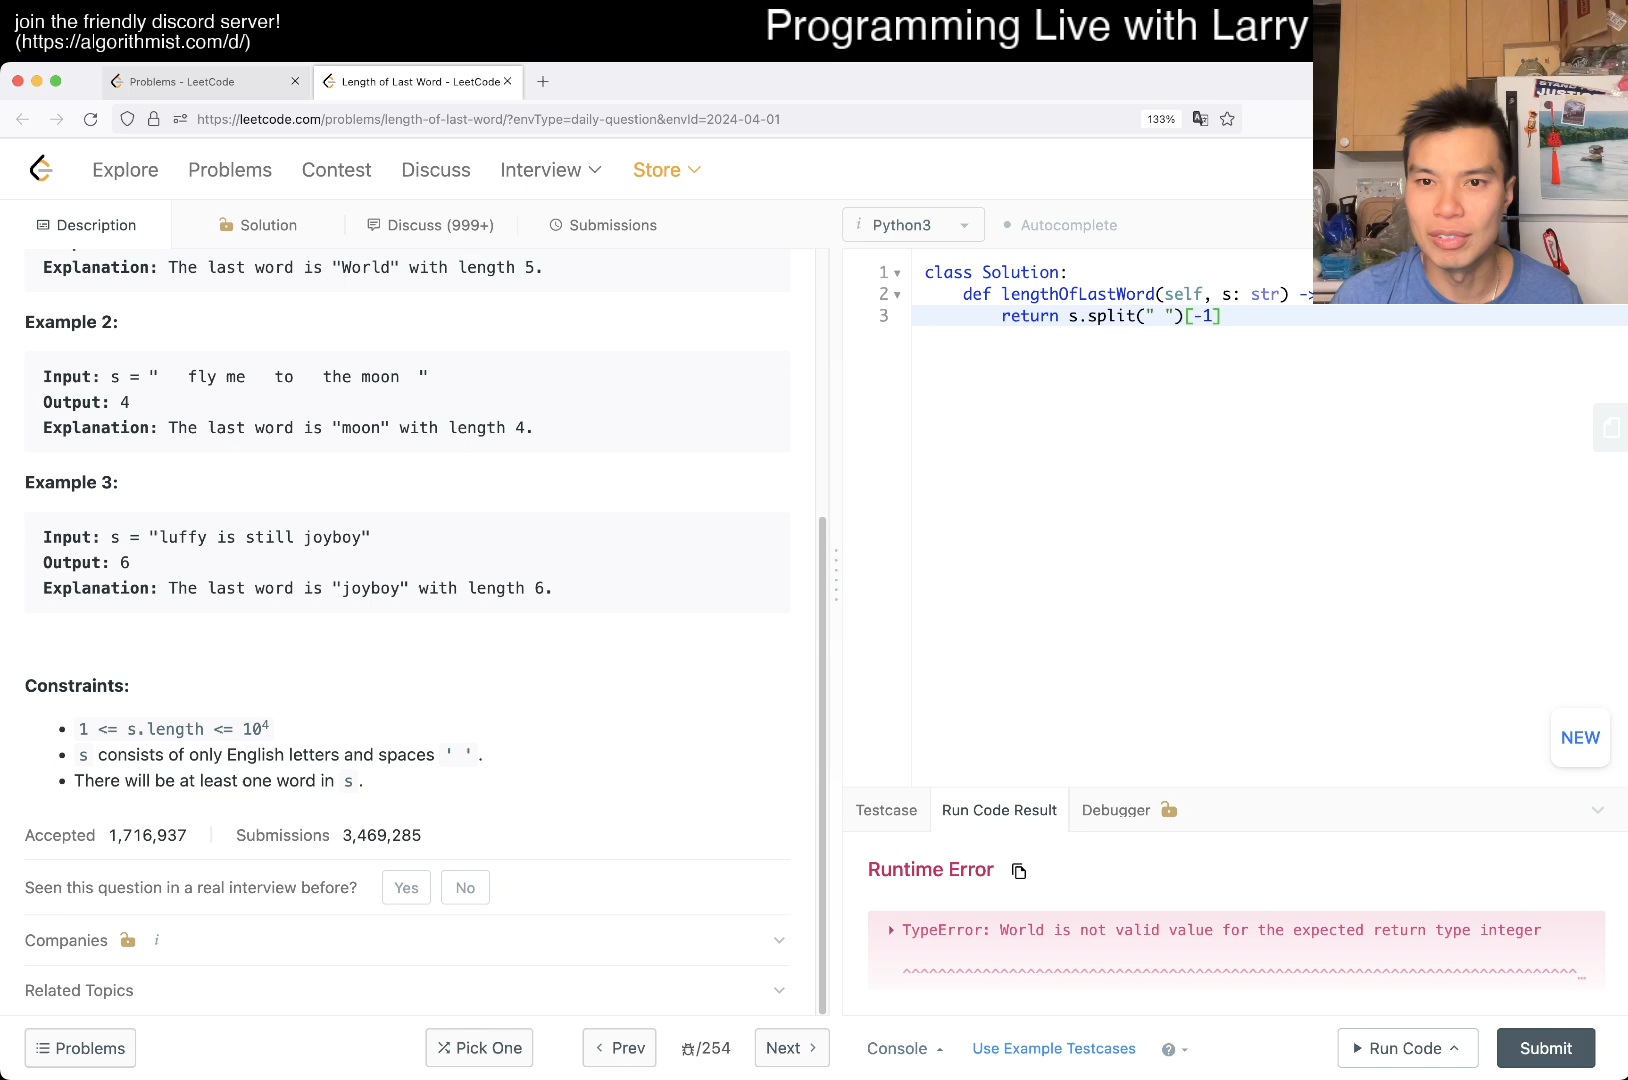 join the friendly discord server!
(https://algorithmist.com/d/)
Programming Live with Larry
Problems - LeetCode
Length of Last Word - LeetCode
https://leetcode.com/problems/length-of-last-word/?envType=daily-question&envId=2024-04-01
133%
Explore
Problems
Contest
Discuss
Interview
Store
Description
Solution
Discuss (999+)
Submissions
Explanation: The last word is "World" with length 5.
Example 2:
Input: s = "   fly me   to   the moon  "
Output: 4
Explanation: The last word is "moon" with length 4.
Example 3:
Input: s = "luffy is still joyboy"
Output: 6
Explanation: The last word is "joyboy" with length 6.
Constraints:
• 1 <= s.length <= 10⁴
• s consists of only English letters and spaces ' '.
• There will be at least one word in s.
Accepted 1,716,937 Submissions 3,469,285
Seen this question in a real interview before? Yes No
Companies i
Related Topics
Problems
Pick One
< Prev
/254
Next >
i Python3
Autocomplete
1 class Solution:
2     def lengthOfLastWord(self, s: str) ->
3         return s.split(" ")[-1]
NEW
Testcase
Run Code Result
Debugger
Runtime Error
TypeError: World is not valid value for the expected return type integer
^^^^^^^^^^^^^^^^^^^^^^^^^^^^^^^^^^^^^^^^^^^^^^^^^^^^^^^^^^^^^^^^^^^^^^^^^^^^…
Console
Use Example Testcases
Run Code
Submit